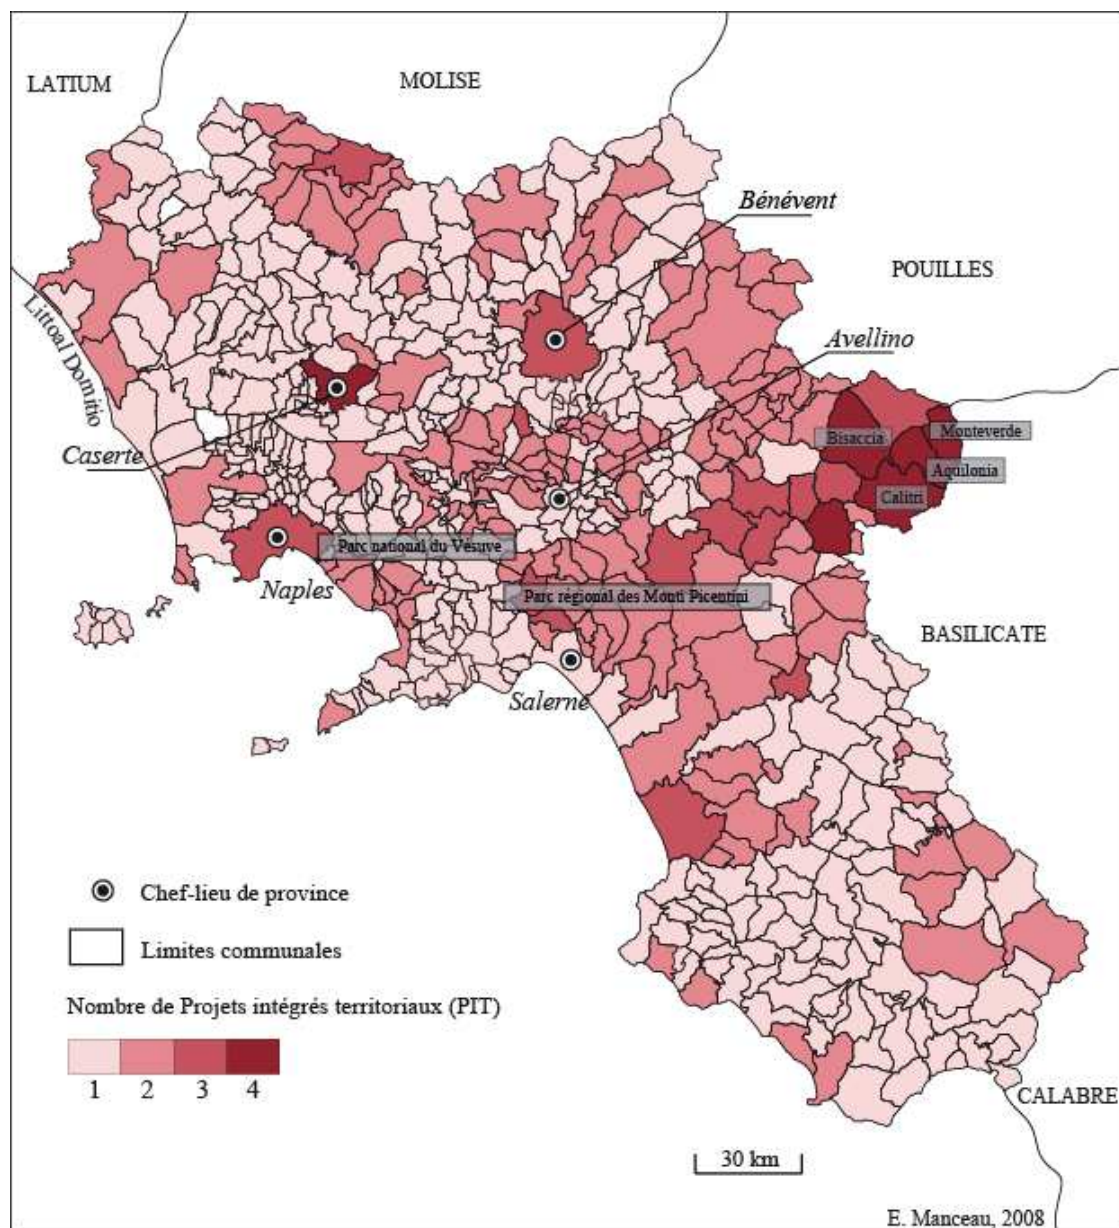 LATIUM
MOLISE
Bénévent
POUILLES
Littoal Domitio
Avellino
Caserte
Bisaccia
Monteverde
Aquilonia
Calitri
Parc national du Vésuve
Naples
Parc régional des Monti Picentini
BASILICATE
Salerne
Chef-lieu de province
Limites communales
Nombre de Projets intégrés territoriaux (PIT)
1 2 3 4
CALABRE
30 km
E. Manceau, 2008